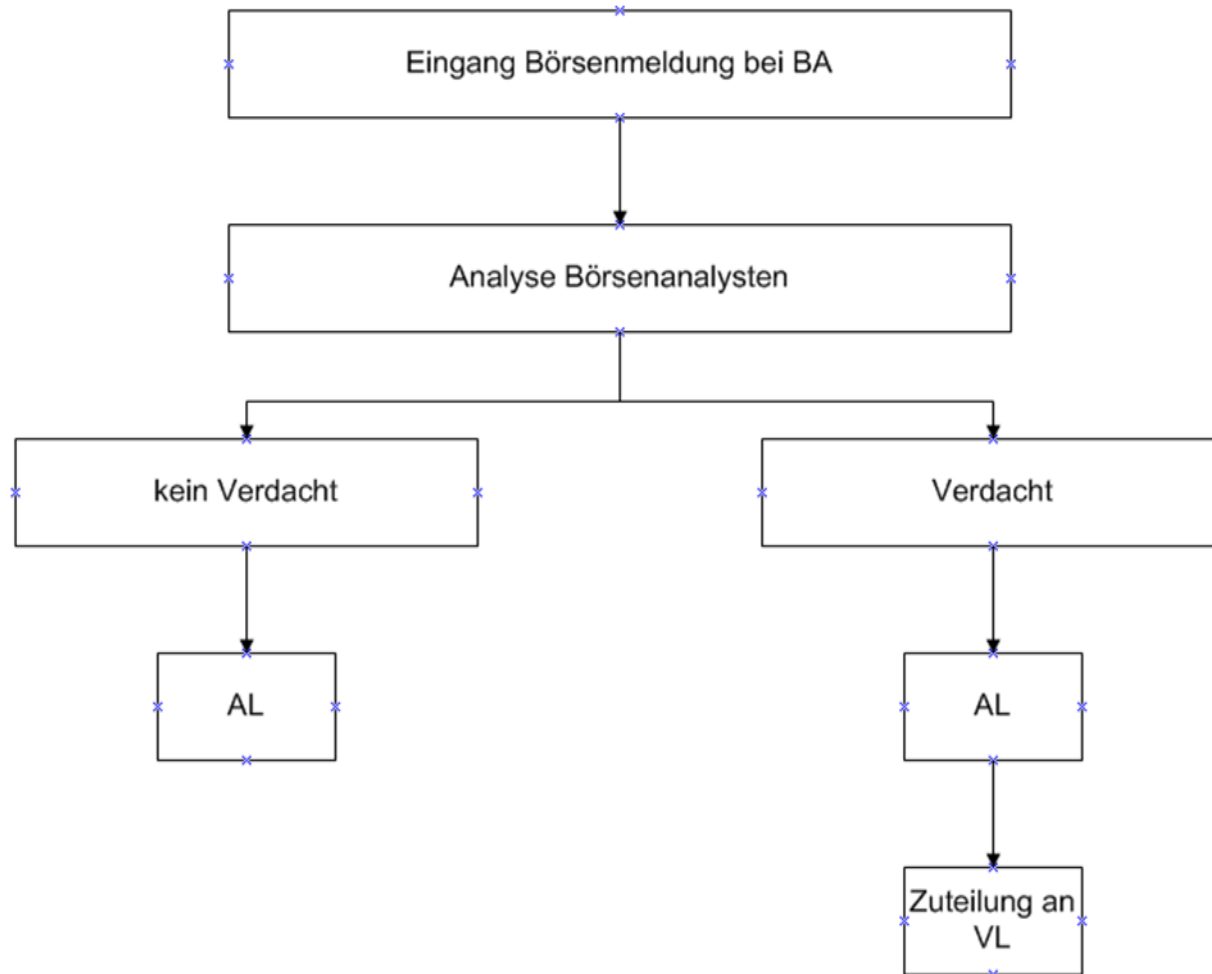 Eingang Börsenmeldung bei BA
Analyse Börsenanalysten
kein Verdacht
Verdacht
AL
AL
Zuteilung an
VL